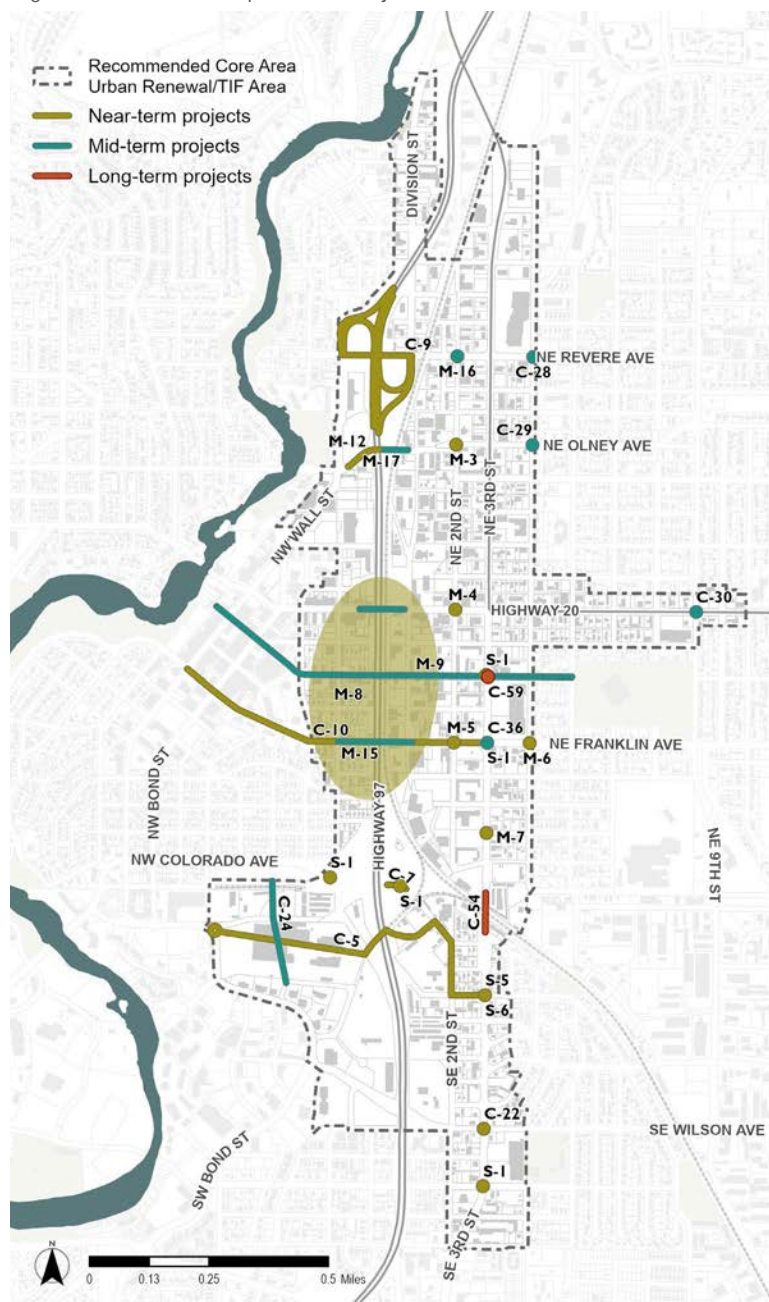 Recommended Core Area
Urban Renewal/TIF Area
Near-term projects
Mid-term projects
Long-term projects
DIVISION ST
C-9
NE REVERE AVE
M-16
C-28
C-29
M-12
NE OLNEY AVE
M-17
M-3
NE 3RD ST
NW WALL ST
NE 2ND ST
M-4
HIGHWAY 20
C-30
M-9
S-1
M-8
C-59
C-10
M-5
C-36
NE FRANKLIN AVE
M-15
S-1
M-6
NW BOND ST
HIGHWAY 97
M-7
NE 9TH ST
NW COLORADO AVE
S-1
C-7
S-1
C-24
C-54
C-5
S-5
S-6
SE 2ND ST
C-22
SE WILSON AVE
SW BOND ST
S-1
SE 3RD ST
N
0 0.13 0.25 0.5 Miles